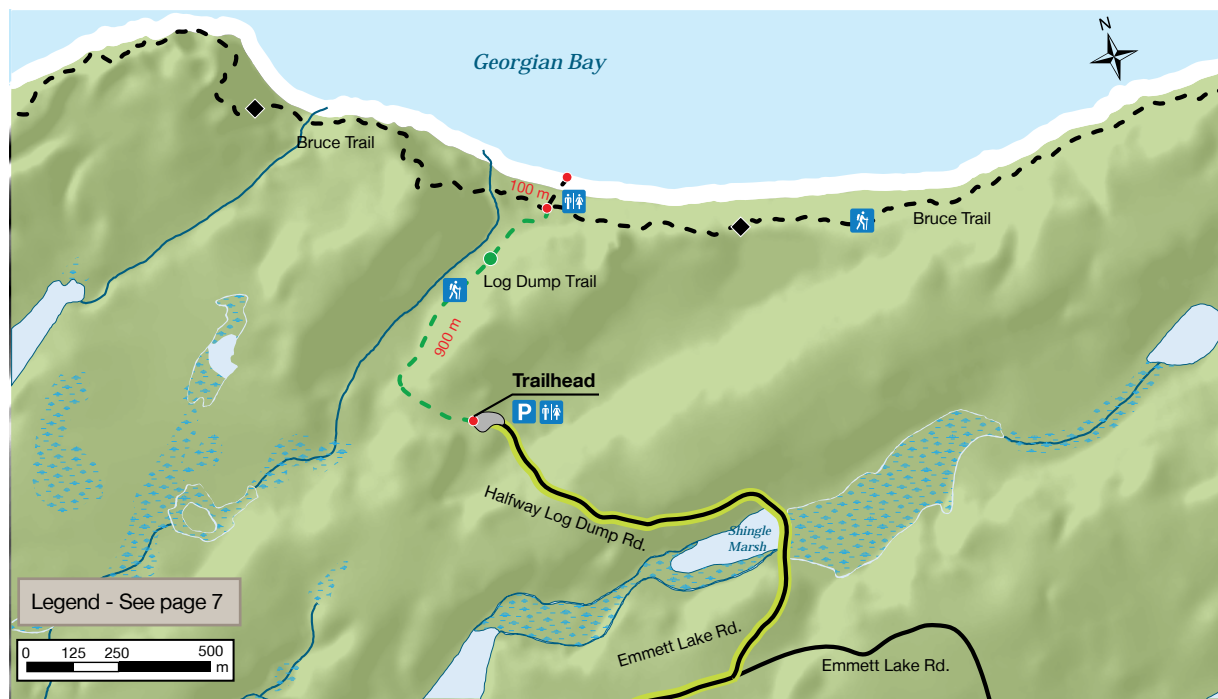 N
Georgian Bay
Bruce Trail
100 m
Bruce Trail
Log Dump Trail
900 m
Trailhead
P
Halfway Log Dump Rd.
Shingle
Marsh
Legend - See page 7
Emmett Lake Rd.
Emmett Lake Rd.
0 125 250 500
m